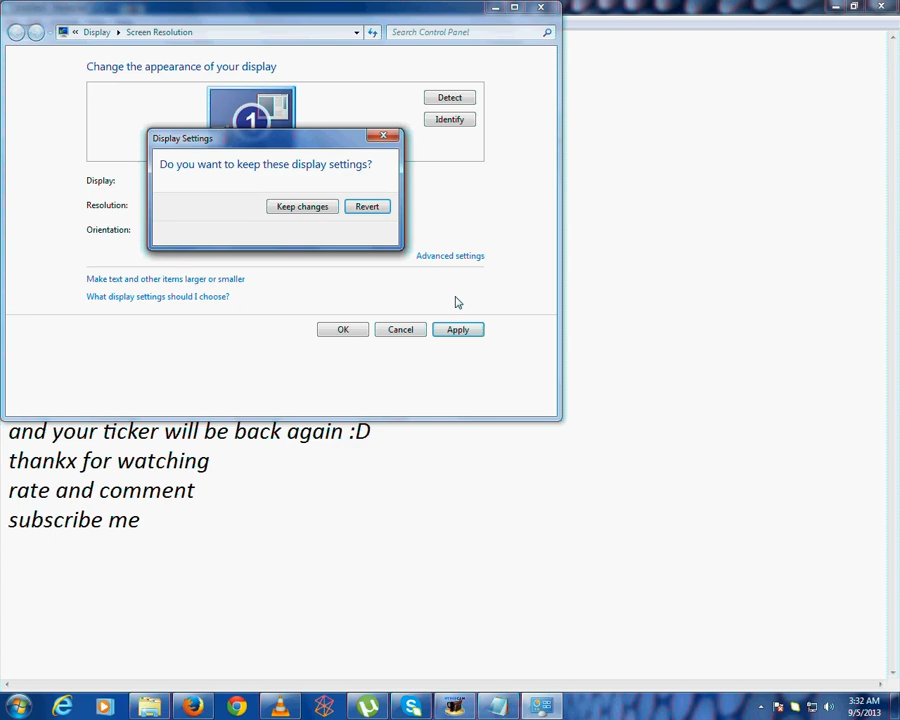 « Display ▸ Screen Resolution
Search Control Panel
Change the appearance of your display
1
Detect
Identify
Display Settings
Do you want to keep these display settings?
Keep changes
Revert
Display:
Resolution:
Orientation:
Advanced settings
Make text and other items larger or smaller
What display settings should I choose?
OK
Cancel
Apply
and your ticker will be back again :D
thankx for watching
rate and comment
subscribe me
3:32 AM
9/5/2013